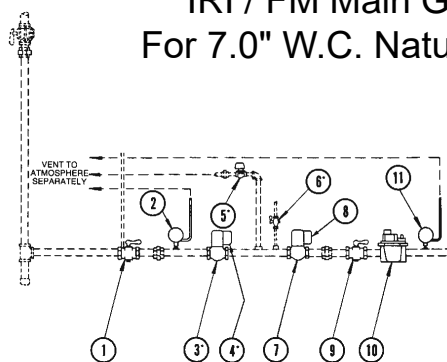 IRI / FM Main G
For 7.0" W.C. Natu
VENT TO
ATMOSPHERE
SEPARATELY
2
5*
6*
8
11
1
3*
4*
7
9
10